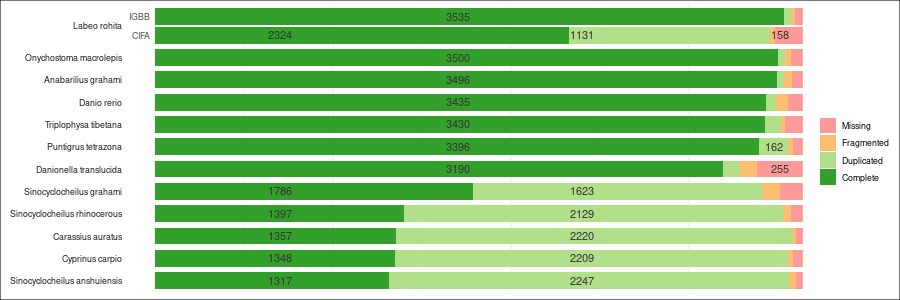 Labeo rohita
IGBB 3535
CIFA 2324 1131 158
Onychostoma macrolepis 3500
Anabarilius grahami 3496
Danio rerio 3435
Triplophysa tibetana 3430
Puntigrus tetrazona 3396 162
Danionella translucida 3190 255
Sinocyclocheilus grahami 1786 1623
Sinocyclocheilus rhinocerous 1397 2129
Carassius auratus 1357 2220
Cyprinus carpio 1348 2209
Sinocyclocheilus anshuiensis 1317 2247
Missing
Fragmented
Duplicated
Complete